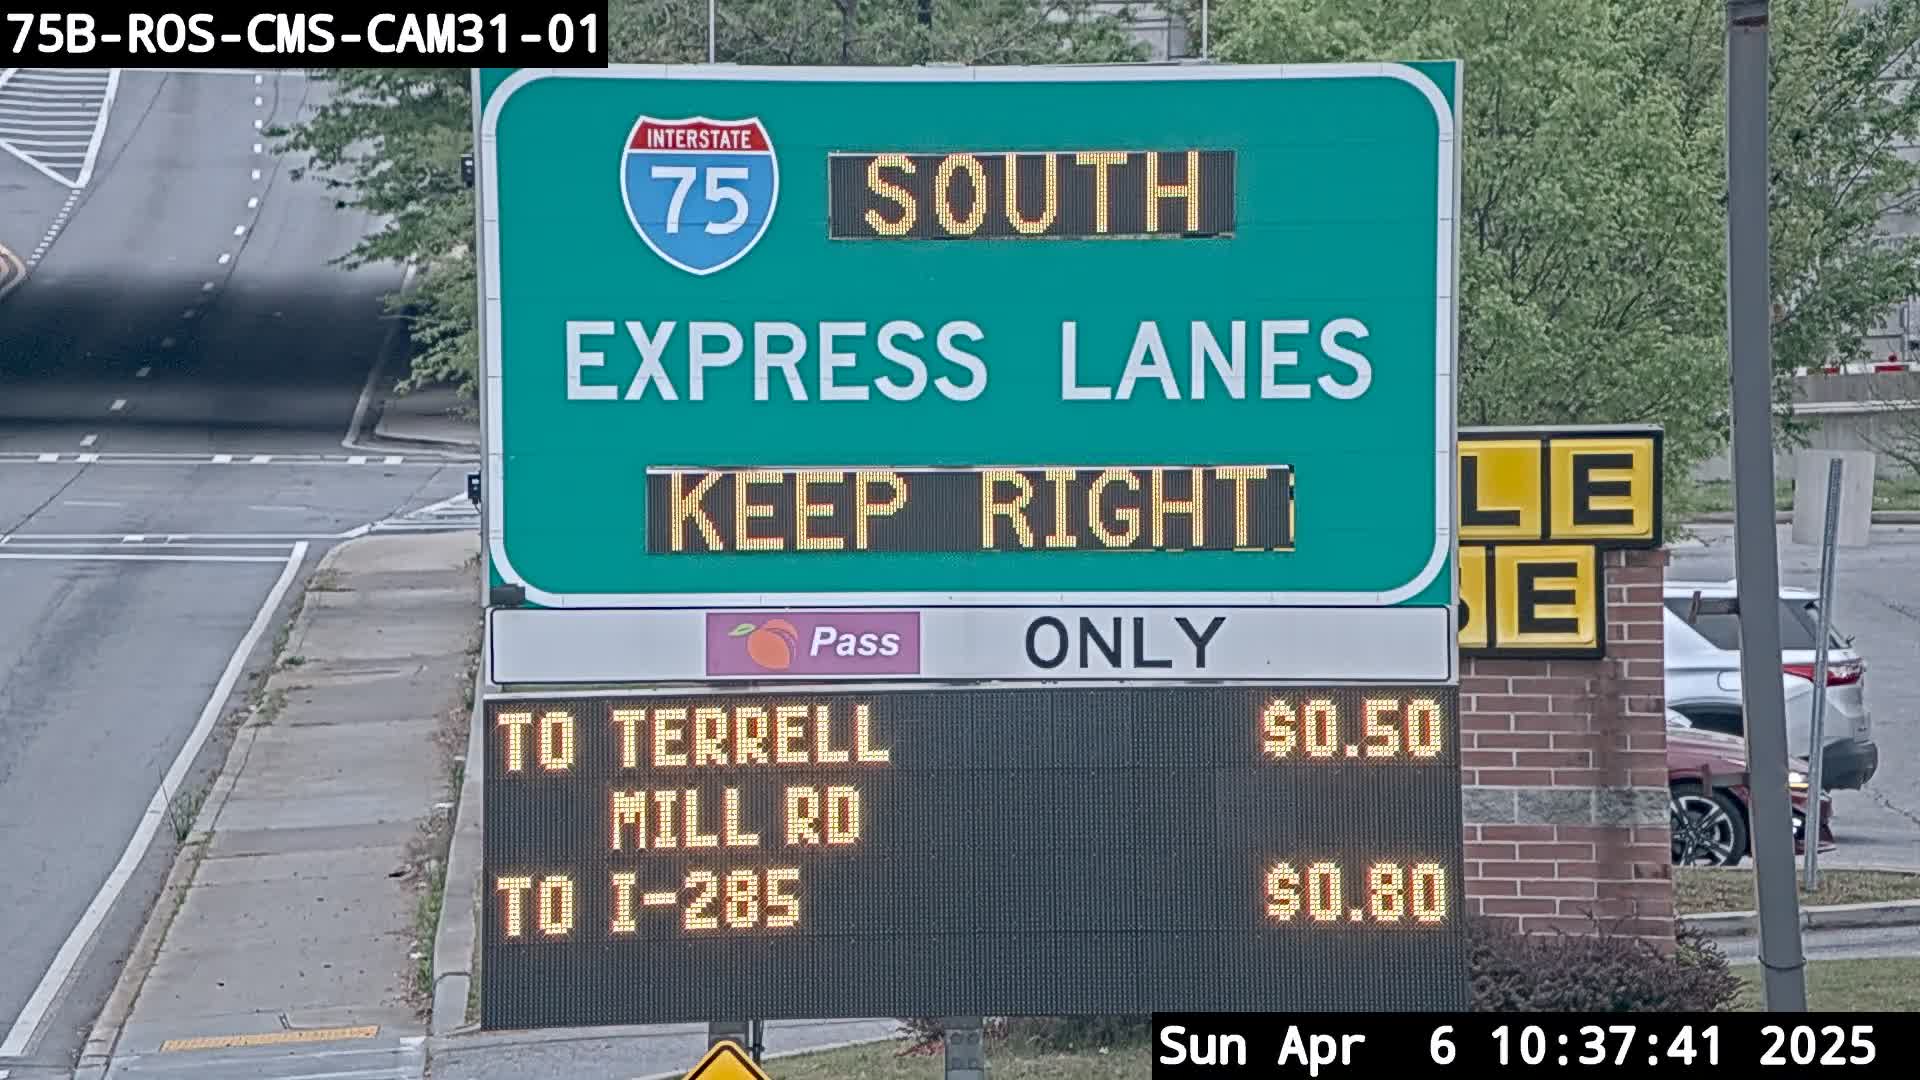 75B-ROS-CMS-CAM31-01
INTERSTATE
75
SOUTH
EXPRESS LANES
KEEP RIGHT
Pass ONLY
TO TERRELL $0.50
MILL RD
TO I-285 $0.80
LE
E
Sun Apr 6 10:37:41 2025